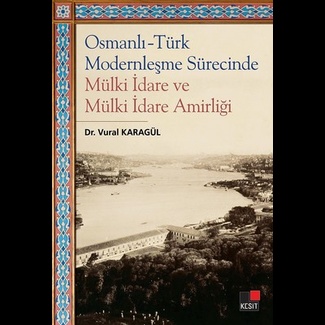 Osmanlı-Türk
Modernleşme Sürecinde
Mülki İdare ve
Mülki İdare Amirliği
Dr. Vural KARAGÜL
KESİT